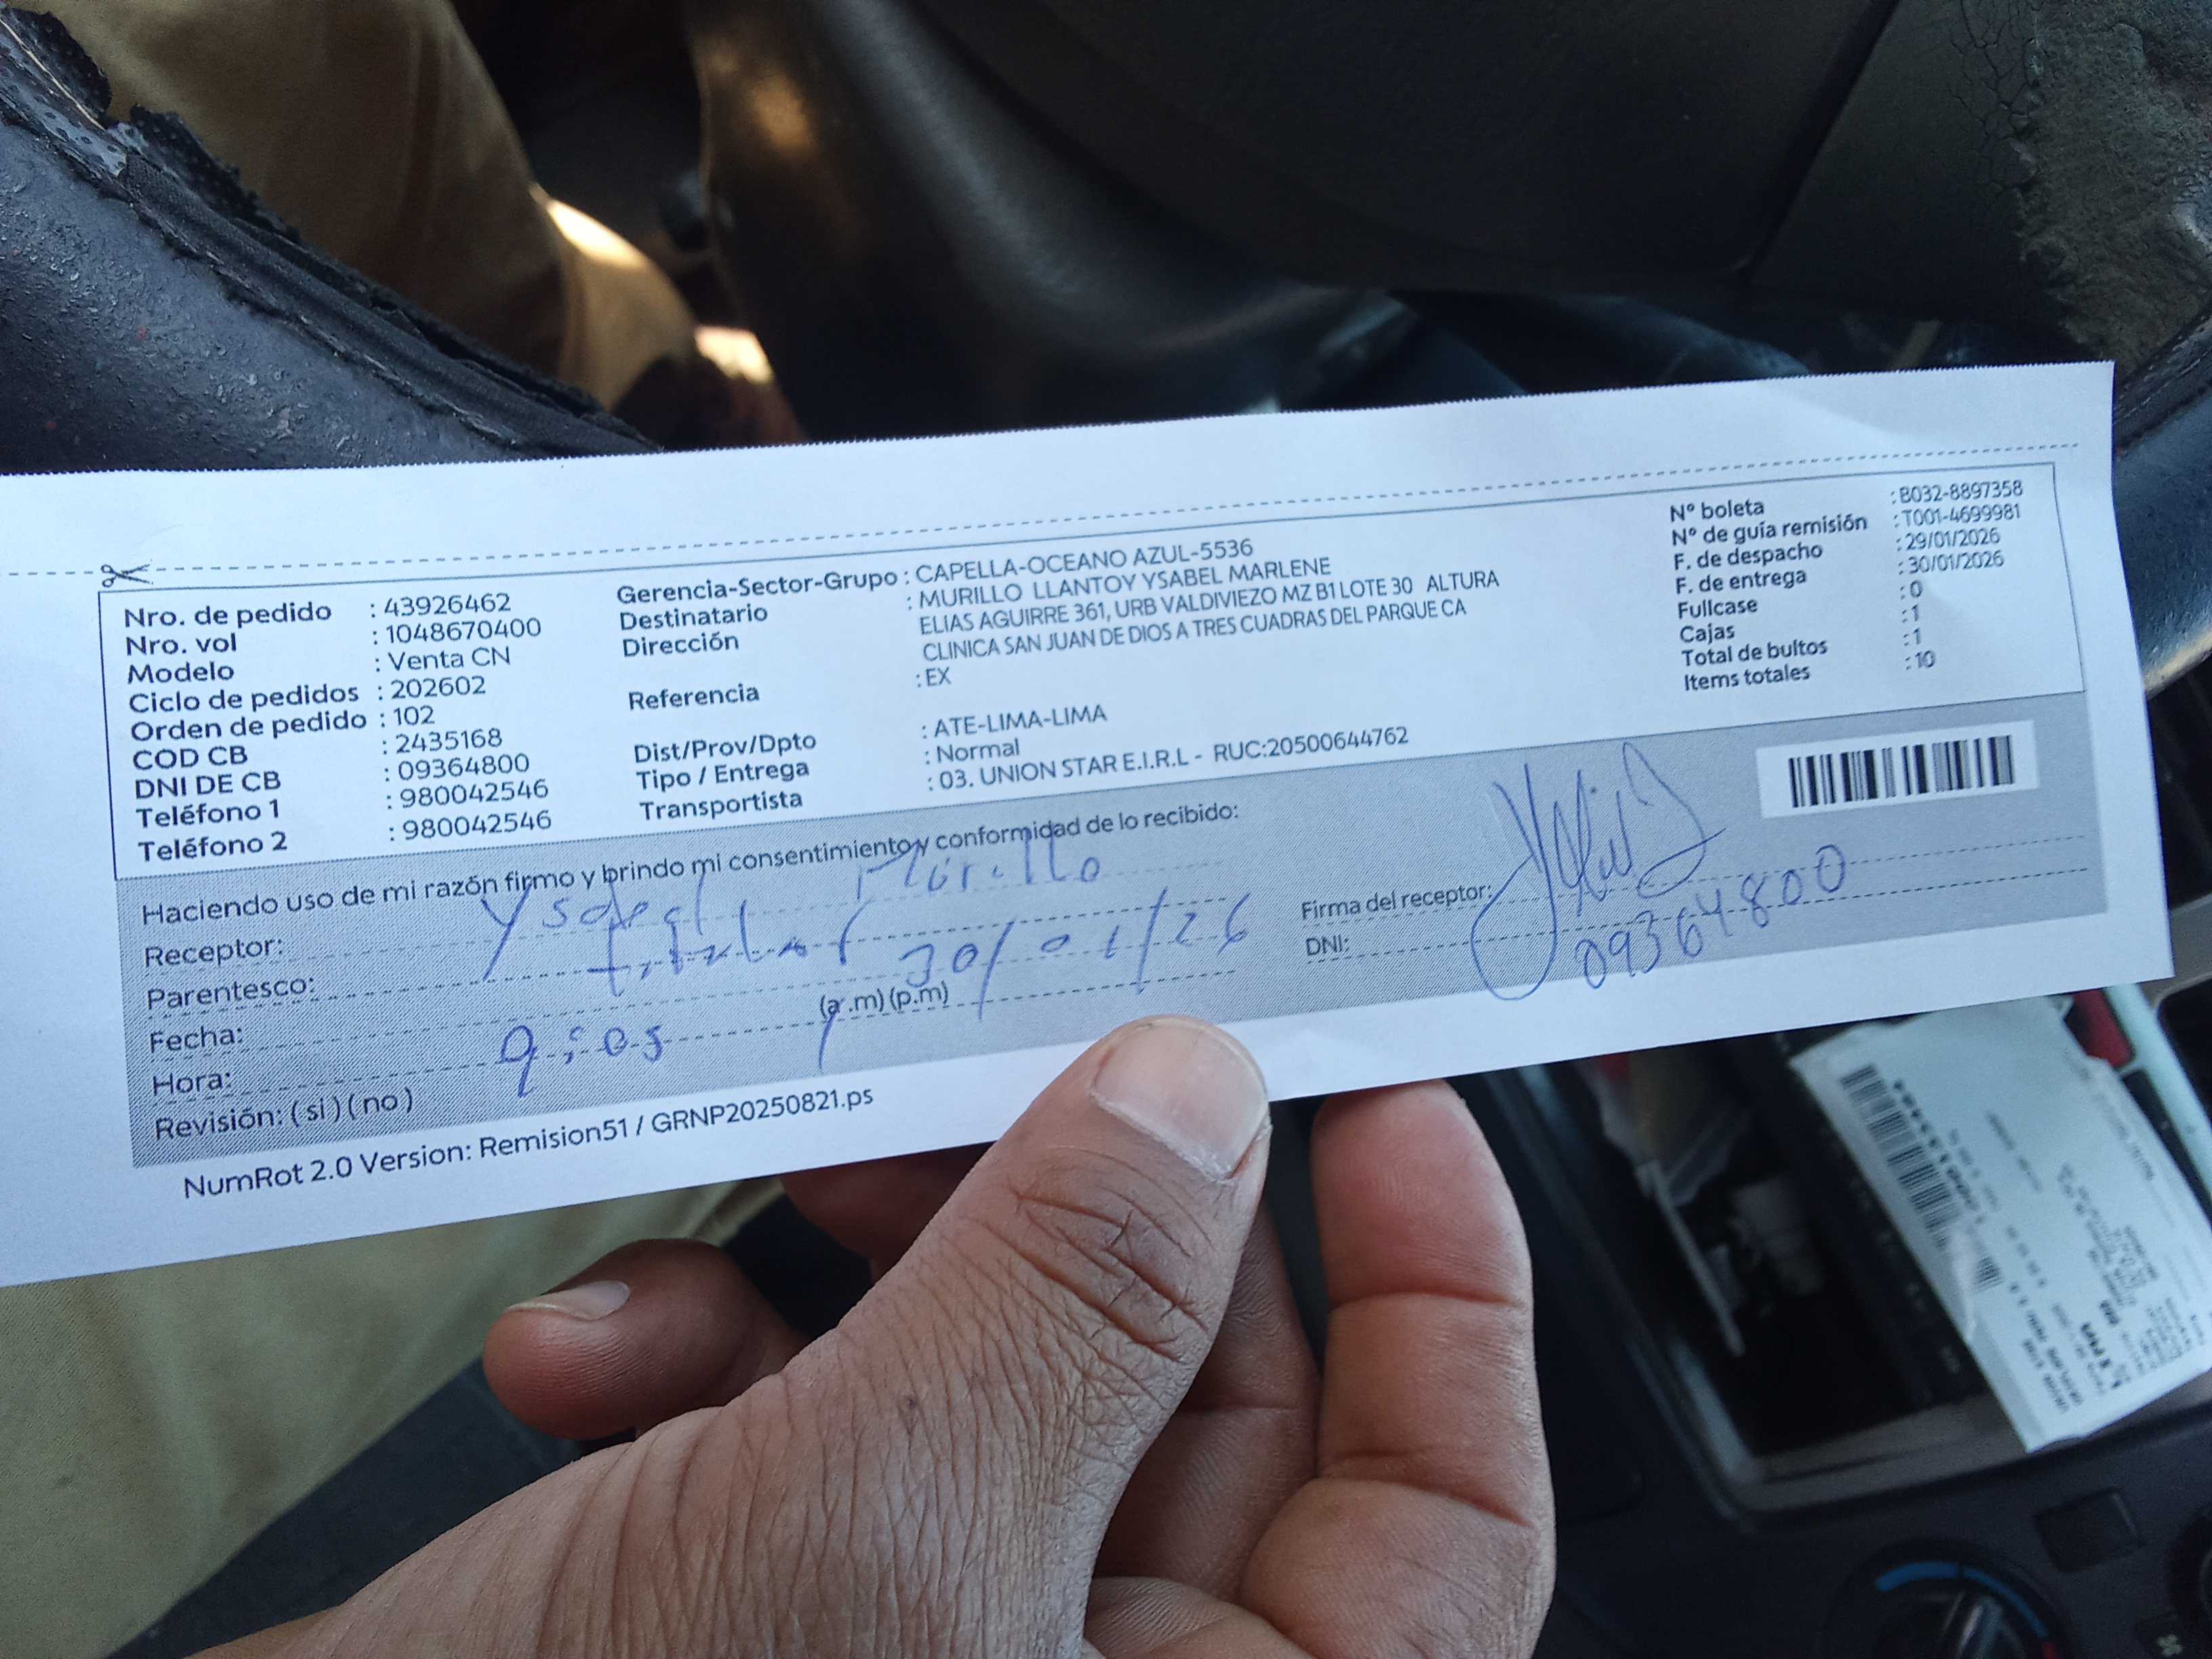 Nro. de pedido : 43926462
Nro. vol : 1048670400
Modelo : Venta CN
Ciclo de pedidos : 202602
Orden de pedido : 102
COD CB : 2435168
DNI DE CB : 09364800
Teléfono 1 : 980042546
Teléfono 2 : 980042546
Gerencia-Sector-Grupo : CAPELLA-OCEANO AZUL-5536
Destinatario : MURILLO LLANTOY YSABEL MARLENE
Dirección ELIAS AGUIRRE 361, URB VALDIVIEZO MZ B1 LOTE 30 ALTURA
CLINICA SAN JUAN DE DIOS A TRES CUADRAS DEL PARQUE CA
Referencia : EX
Dist/Prov/Dpto : ATE-LIMA-LIMA
Tipo / Entrega : Normal
Transportista : 03. UNION STAR E.I.R.L - RUC:20500644762
Nº boleta : B032-8897358
Nº de guía remisión : T001-4699981
F. de despacho : 29/01/2026
F. de entrega : 30/01/2026
Fullcase : 0
Cajas : 1
Total de bultos : 1
Items totales : 10
Haciendo uso de mi razón firmo y brindo mi consentimiento y conformidad de lo recibido:
Receptor: Ysabel Murillo
Parentesco: titular
Fecha: 30/01/26
Hora: 9:05 (a.m) (p.m)
Revisión: ( si ) ( no )
Firma del receptor:
DNI: 09364800
NumRot 2.0 Version: Remision51 / GRNP20250821.ps